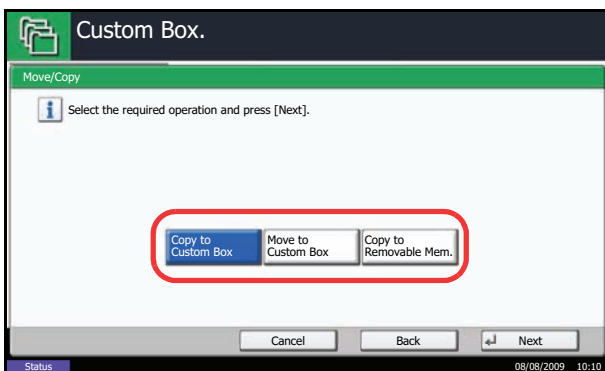 Custom Box.
Move/Copy
Select the required operation and press [Next].
Copy to
Custom Box
Move to
Custom Box
Copy to
Removable Mem.
Cancel
Back
Next
Status
08/08/2009 10:10